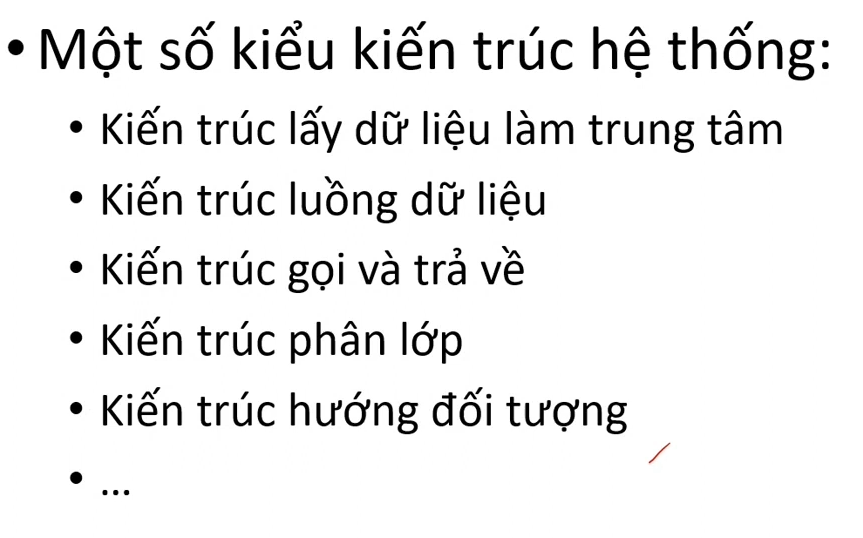 • Một số kiểu kiến trúc hệ thống:
• Kiến trúc lấy dữ liệu làm trung tâm
• Kiến trúc luồng dữ liệu
• Kiến trúc gọi và trả về
• Kiến trúc phân lớp
• Kiến trúc hướng đối tượng
• ...